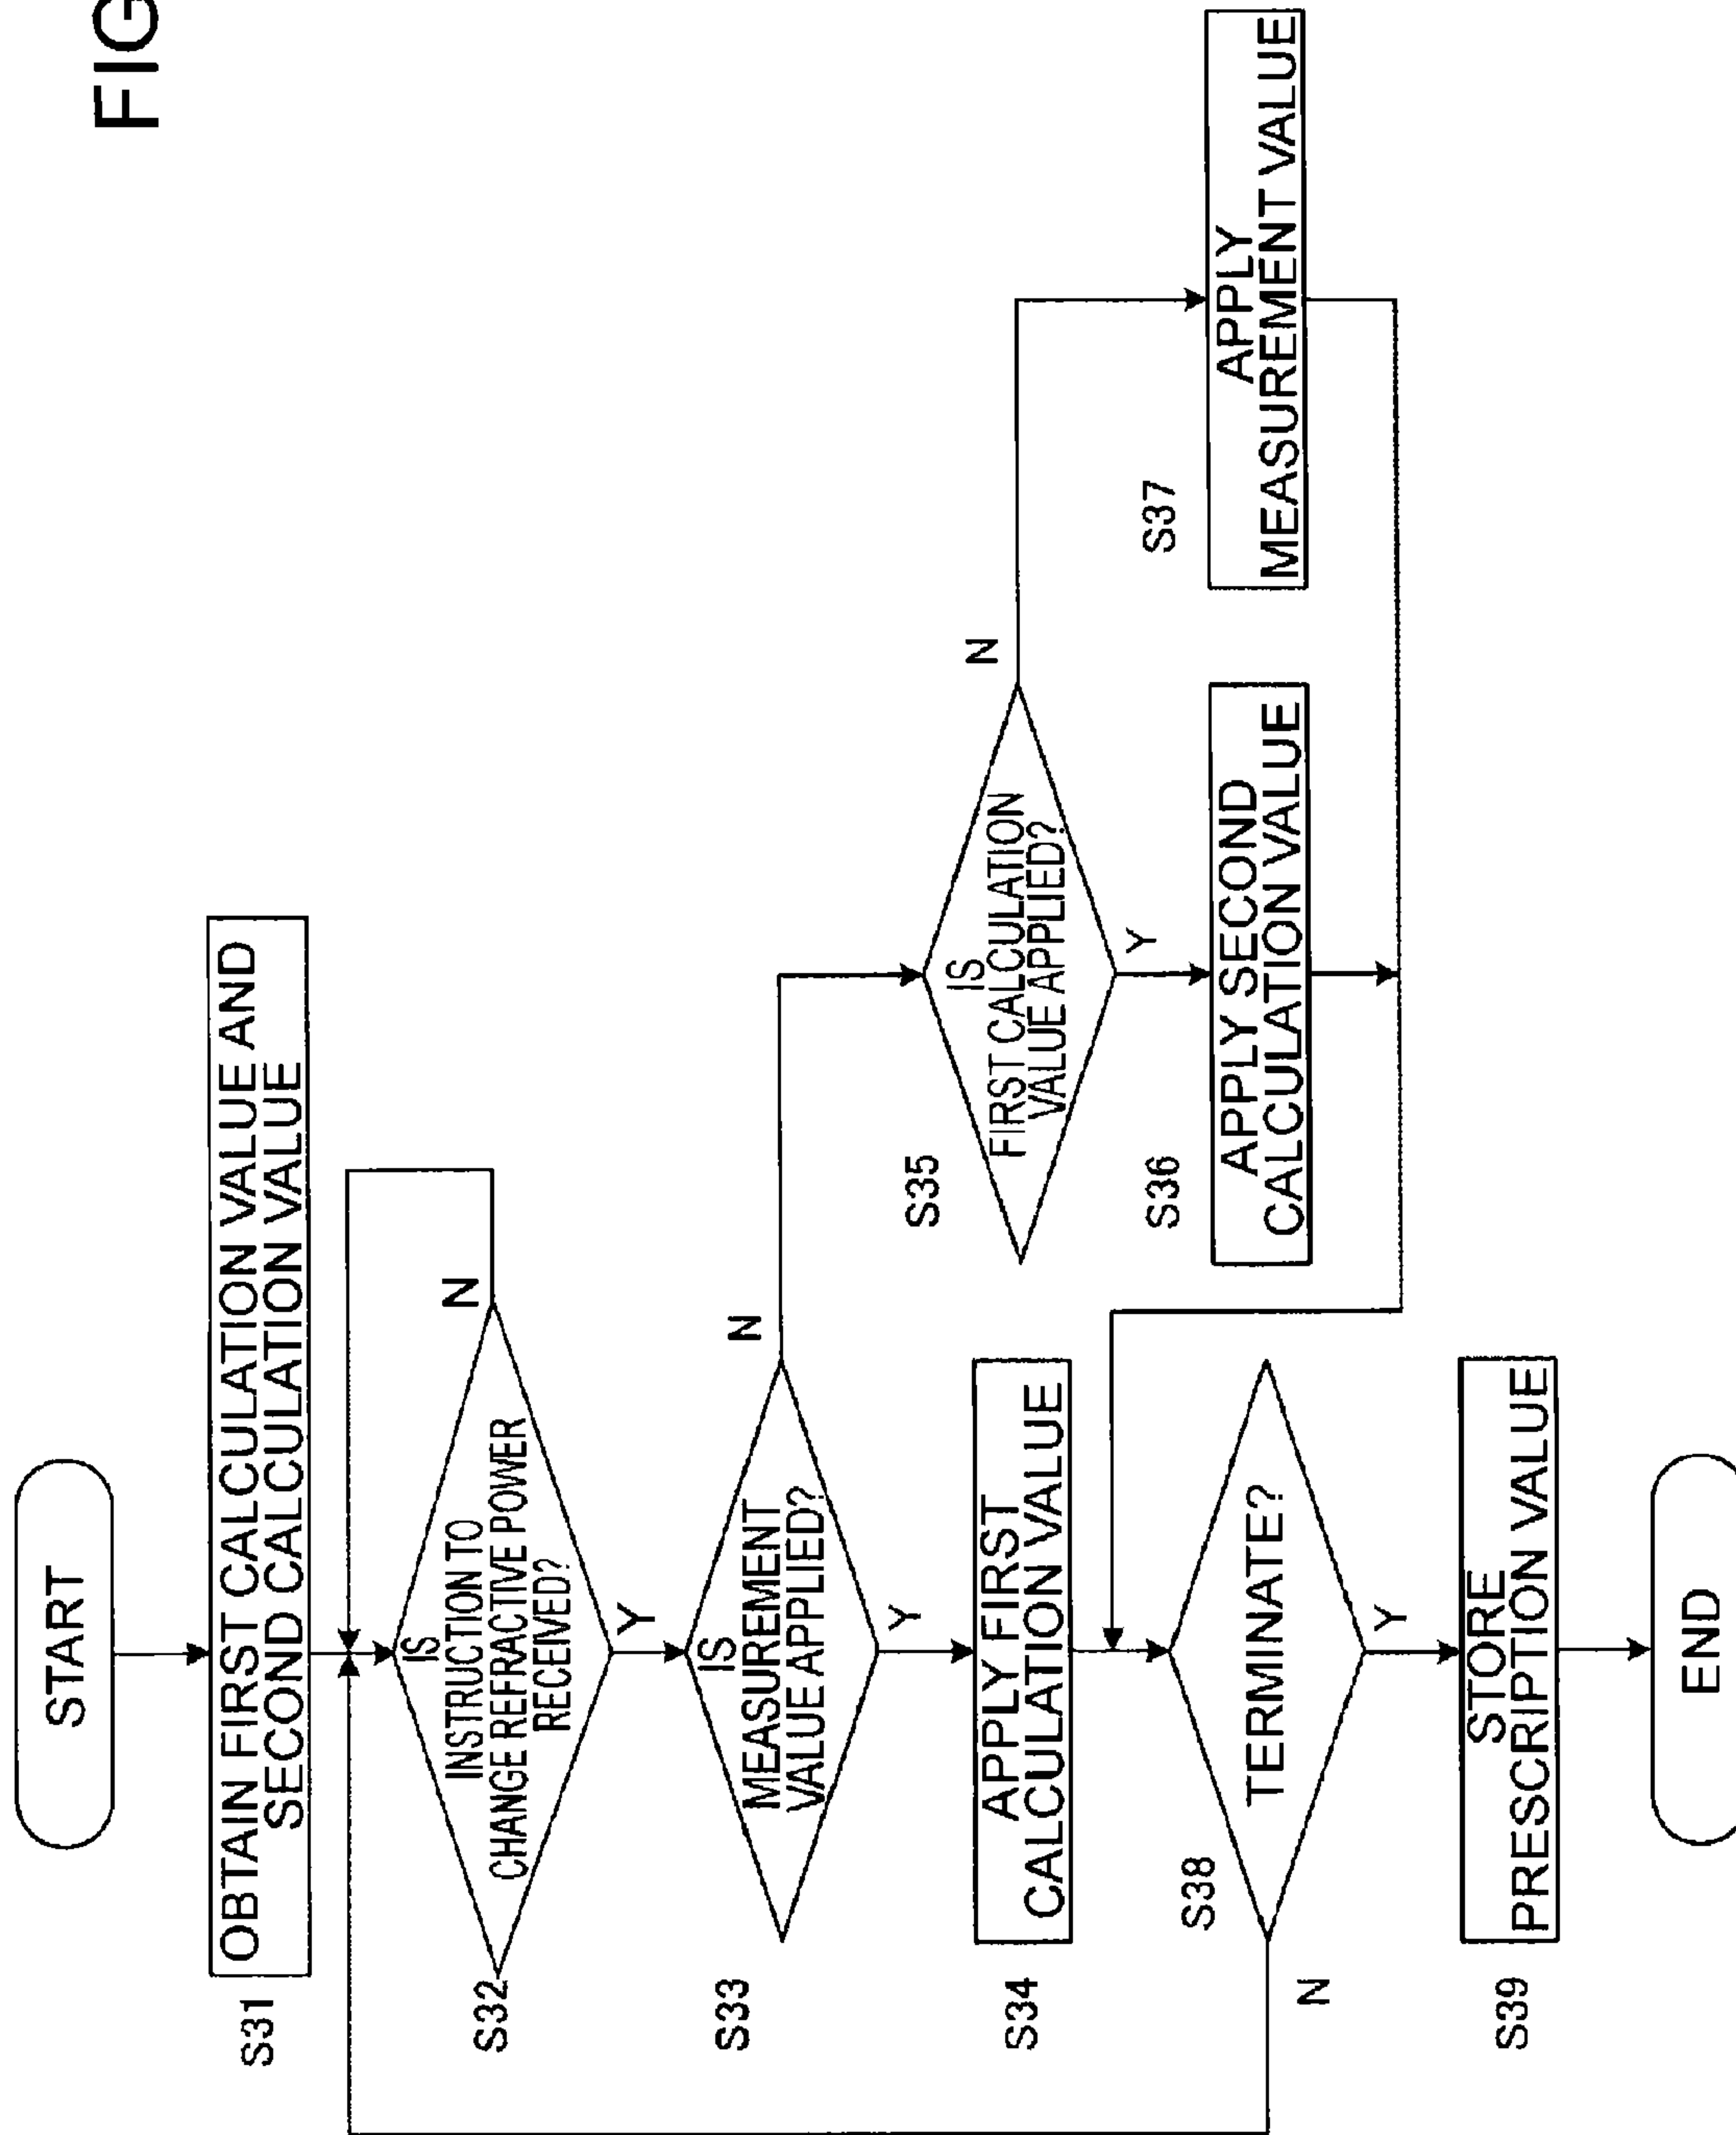 FIG
START
S31
OBTAIN FIRST CALCULATION VALUE AND
SECOND CALCULATION VALUE
S32
IS
INSTRUCTION TO
CHANGE REFRACTIVE POWER
RECEIVED?
N
Y
S33
IS
MEASUREMENT
VALUE APPLIED?
N
Y
S34
APPLY FIRST
CALCULATION VALUE
S35
IS
FIRST CALCULATION
VALUE APPLIED?
N
Y
S36
APPLY SECOND
CALCULATION VALUE
S37
APPLY
MEASUREMENT VALUE
S38
TERMINATE?
N
Y
S39
STORE
PRESCRIPTION VALUE
END